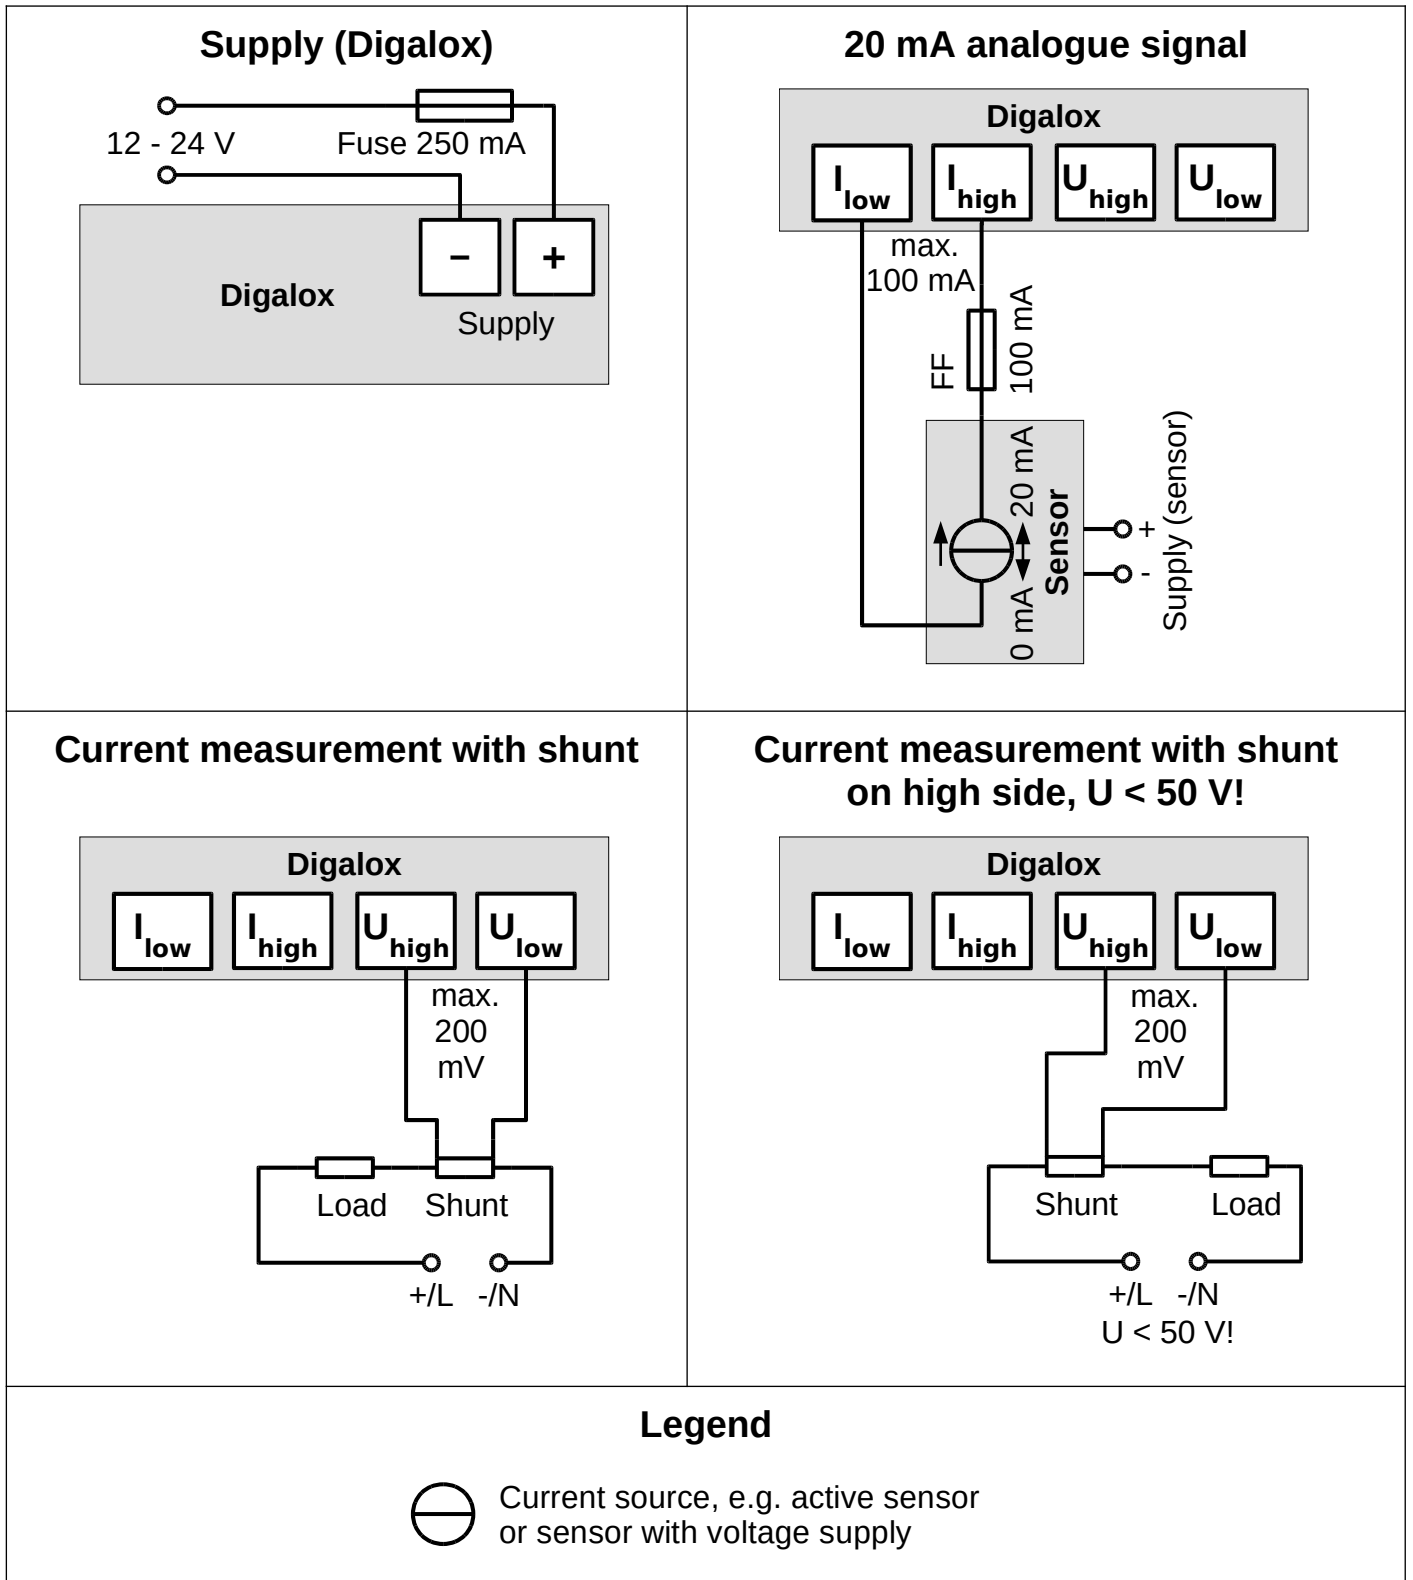 Supply (Digalox)
12 - 24 V
Fuse 250 mA
− +
Digalox
Supply
20 mA analogue signal
Digalox
Ilow Ihigh Uhigh Ulow
max.
100 mA
FF
100 mA
20 mA
0 mA
Sensor
+
-
Supply (sensor)
Current measurement with shunt
Digalox
Ilow Ihigh Uhigh Ulow
max.
200
mV
Load Shunt
+/L -/N
Current measurement with shunt
on high side, U < 50 V!
Digalox
Ilow Ihigh Uhigh Ulow
max.
200
mV
Shunt Load
+/L -/N
U < 50 V!
Legend
Current source, e.g. active sensor
or sensor with voltage supply